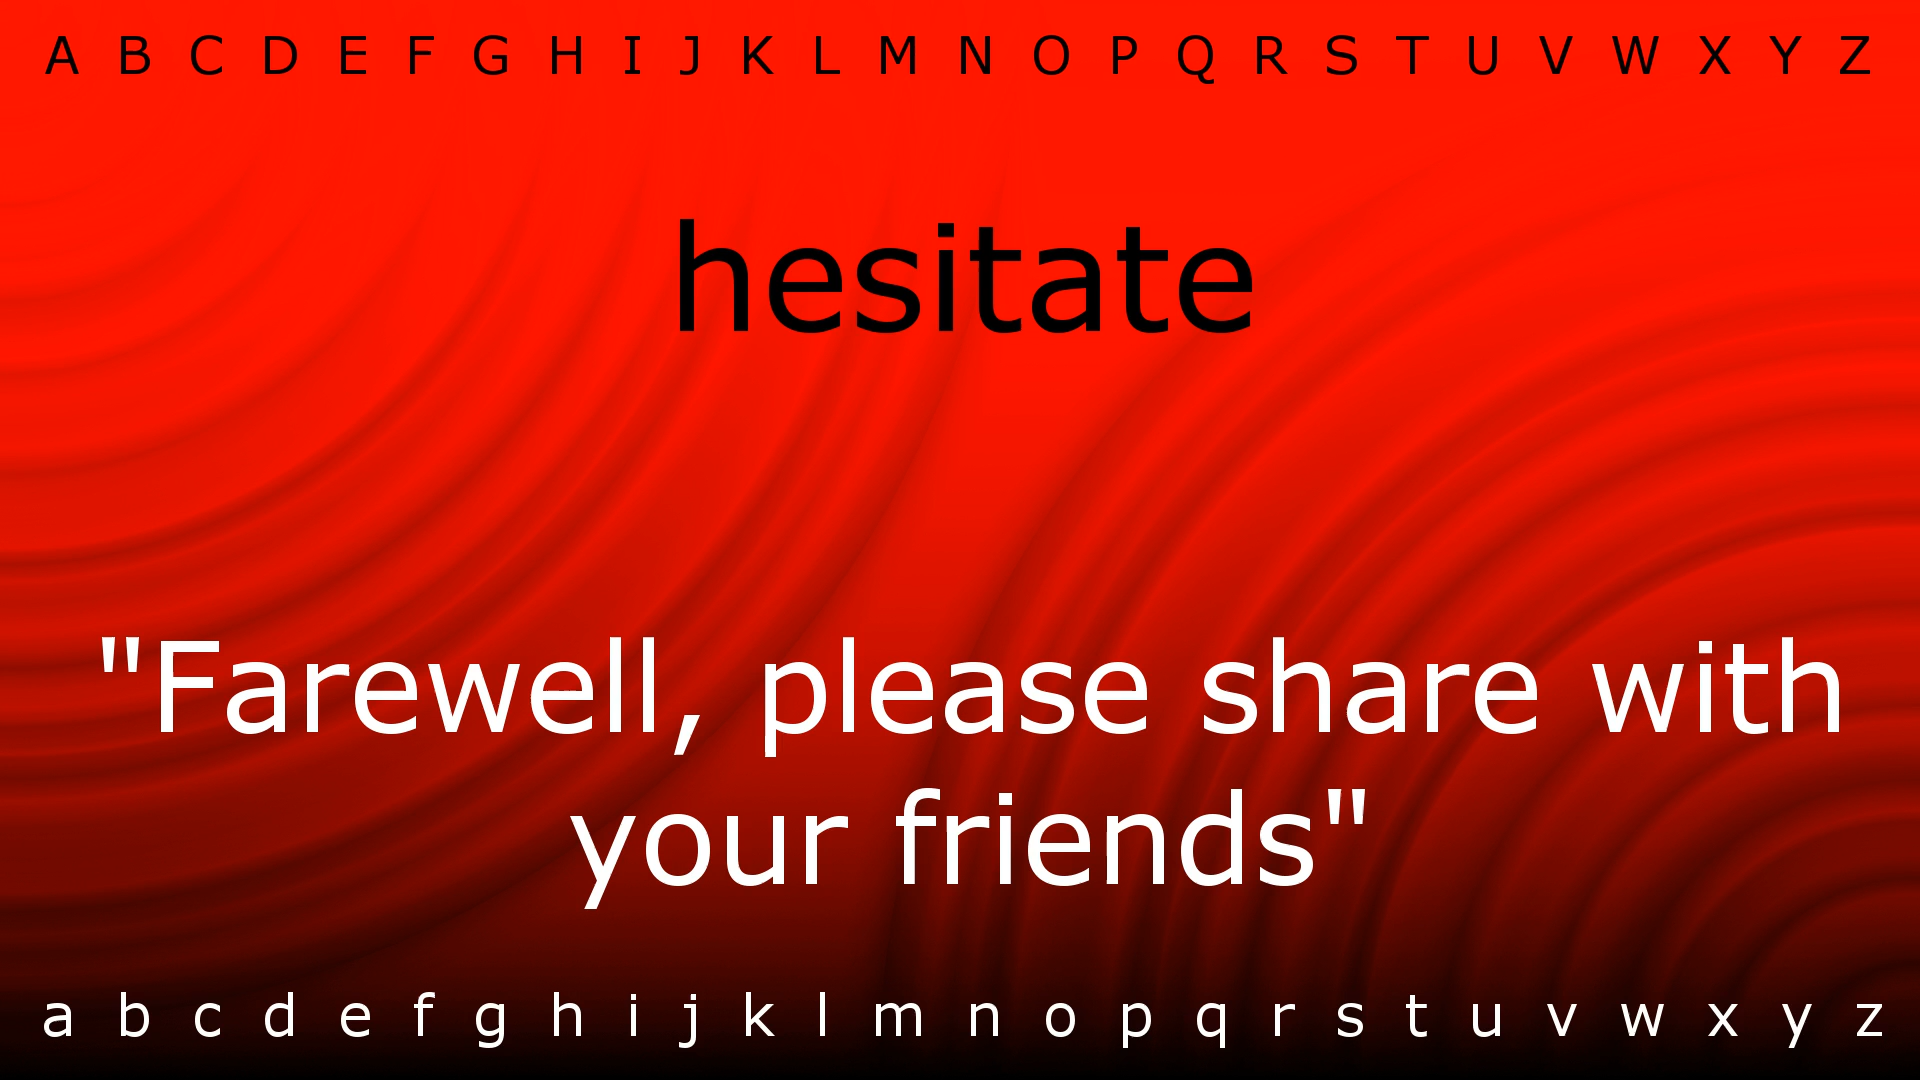 A B C D E F G H I J K L M N O P Q R S T U V W X Y Z
hesitate
"Farewell, please share with
your friends"
a b c d e f g h i j k l m n o p q r s t u v w x y z